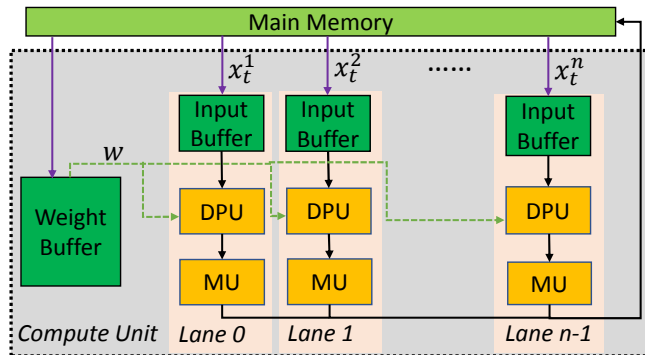 Main Memory
x_t^1 x_t^2 ...... x_t^n
Input Buffer
Input Buffer
Input Buffer
w
Weight Buffer
DPU DPU DPU
MU MU MU
Compute Unit Lane 0 Lane 1 Lane n-1